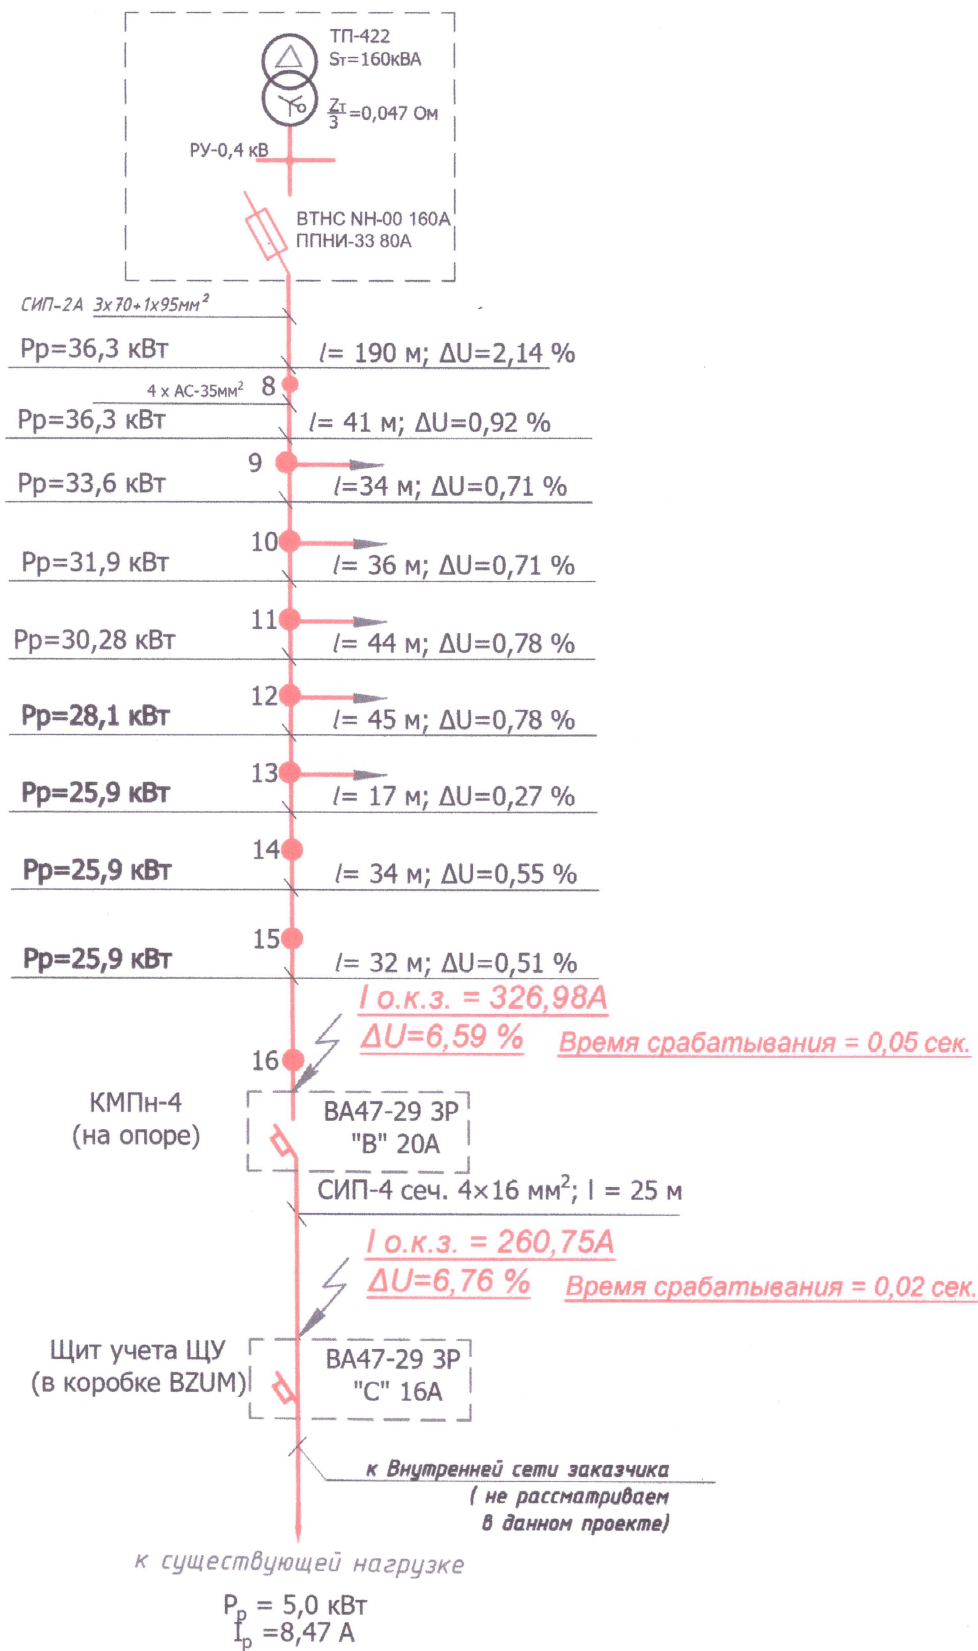 ТП-422
Sт=160кВА
Zт/3=0,047 Ом
РУ-0,4 кВ
ВТНС NH-00 160А
ППНИ-33 80А
СИП-2А 3х70+1х95мм²
Рр=36,3 кВт
l= 190 м; ΔU=2,14 %
4 х АС-35мм²
8
Рр=36,3 кВт
l= 41 м; ΔU=0,92 %
9
Рр=33,6 кВт
l=34 м; ΔU=0,71 %
10
Рр=31,9 кВт
l= 36 м; ΔU=0,71 %
11
Рр=30,28 кВт
l= 44 м; ΔU=0,78 %
12
Рр=28,1 кВт
l= 45 м; ΔU=0,78 %
13
Рр=25,9 кВт
l= 17 м; ΔU=0,27 %
14
Рр=25,9 кВт
l= 34 м; ΔU=0,55 %
15
Рр=25,9 кВт
l= 32 м; ΔU=0,51 %
I о.к.з. = 326,98А
ΔU=6,59 %
Время срабатывания = 0,05 сек.
16
КМПн-4
(на опоре)
ВА47-29 3Р
"В" 20А
СИП-4 сеч. 4×16 мм²; l = 25 м
I о.к.з. = 260,75А
ΔU=6,76 %
Время срабатывания = 0,02 сек.
Щит учета ЩУ
(в коробке BZUM)
ВА47-29 3Р
"С" 16А
к Внутренней сети заказчика
( не рассматриваем
в данном проекте)
к существующей нагрузке
Рр = 5,0 кВт
Iр =8,47 А